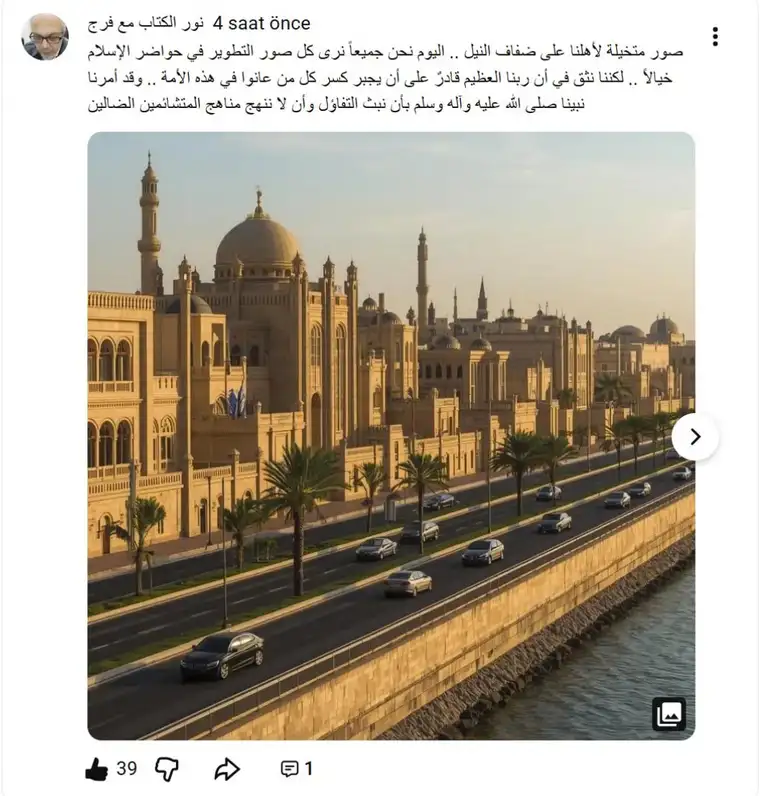 نور الكتاب مع فرج 4 saat önce
صور متخيلة لأهلنا على ضفاف النيل .. اليوم نحن جميعاً نرى كل صور التطوير في حواضر الإسلام
خيالاً .. لكننا نثق في أن ربنا العظيم قادرٌ على أن يجبر كسر كل من عانوا في هذه الأمة .. وقد أمرنا
نبينا صلى الله عليه وآله وسلم بأن نبث التفاؤل وأن لا ننهج مناهج المتشائمين الضالين
39
1